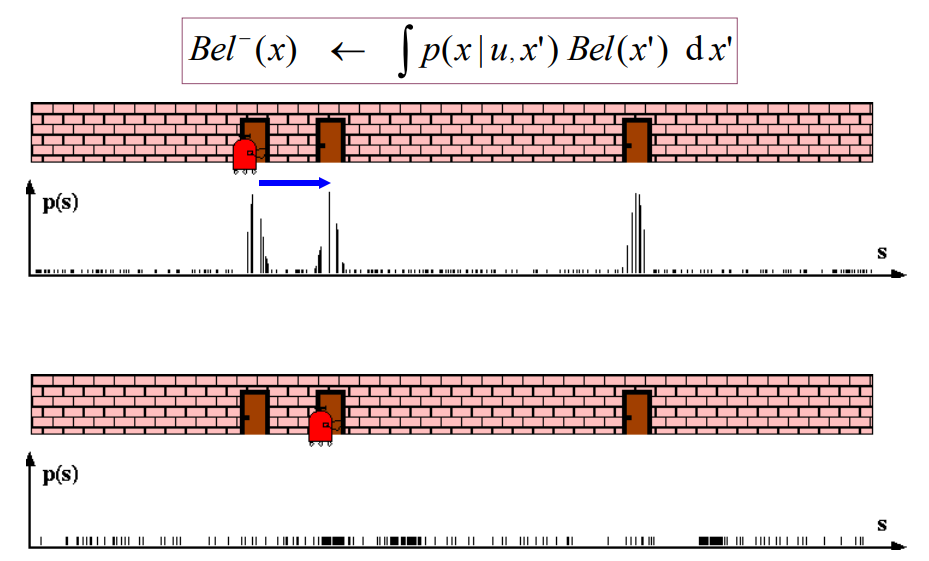 Bel⁻(x) ← ∫ p(x|u,x') Bel(x') dx'
p(s)
s
p(s)
s